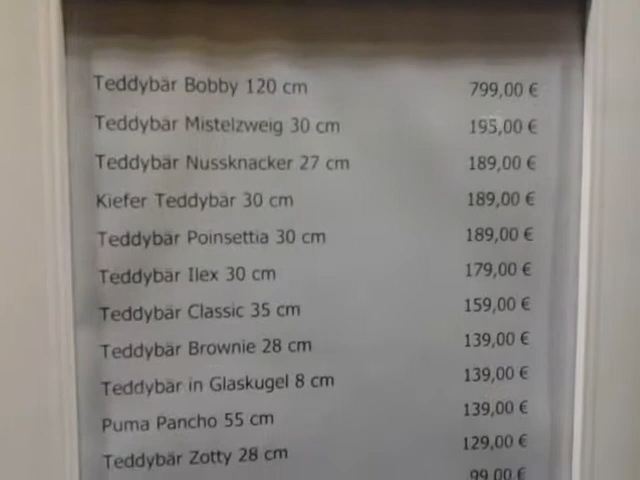 Teddybär Bobby 120 cm 799,00 €
Teddybär Mistelzweig 30 cm 195,00 €
Teddybär Nussknacker 27 cm 189,00 €
Kiefer Teddybär 30 cm 189,00 €
Teddybär Poinsettia 30 cm 189,00 €
Teddybär Ilex 30 cm 179,00 €
Teddybär Classic 35 cm 159,00 €
Teddybär Brownie 28 cm 139,00 €
Teddybär in Glaskugel 8 cm 139,00 €
Puma Pancho 55 cm 139,00 €
Teddybär Zotty 28 cm 129,00 €
99,00 €